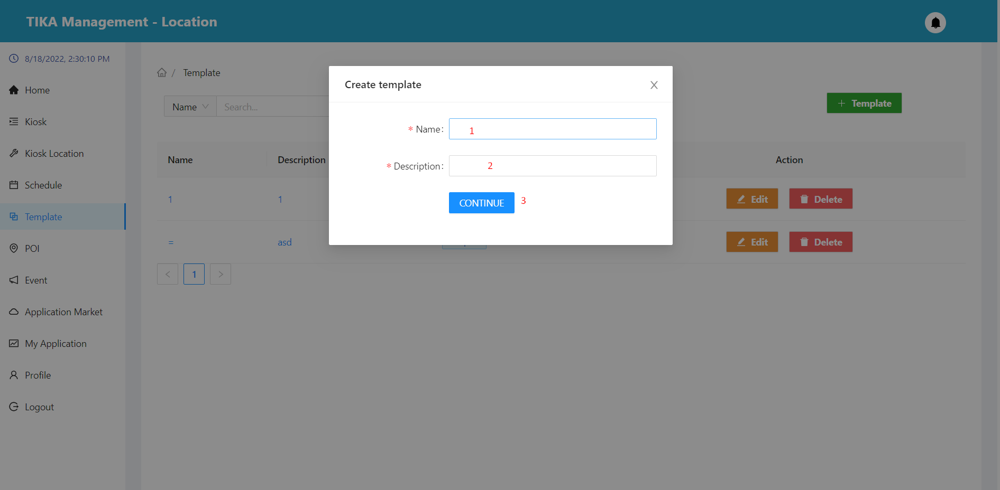 TIKA Management - Location
8/18/2022, 2:30:10 PM
Home
Kiosk
Kiosk Location
Schedule
Template
POI
Event
Application Market
My Application
Profile
Logout
/ Template
Name Search...
+ Template
Name Description Action
1 1 Edit Delete
= asd Edit Delete
< 1 >
Create template
* Name: 1
* Description: 2
CONTINUE 3